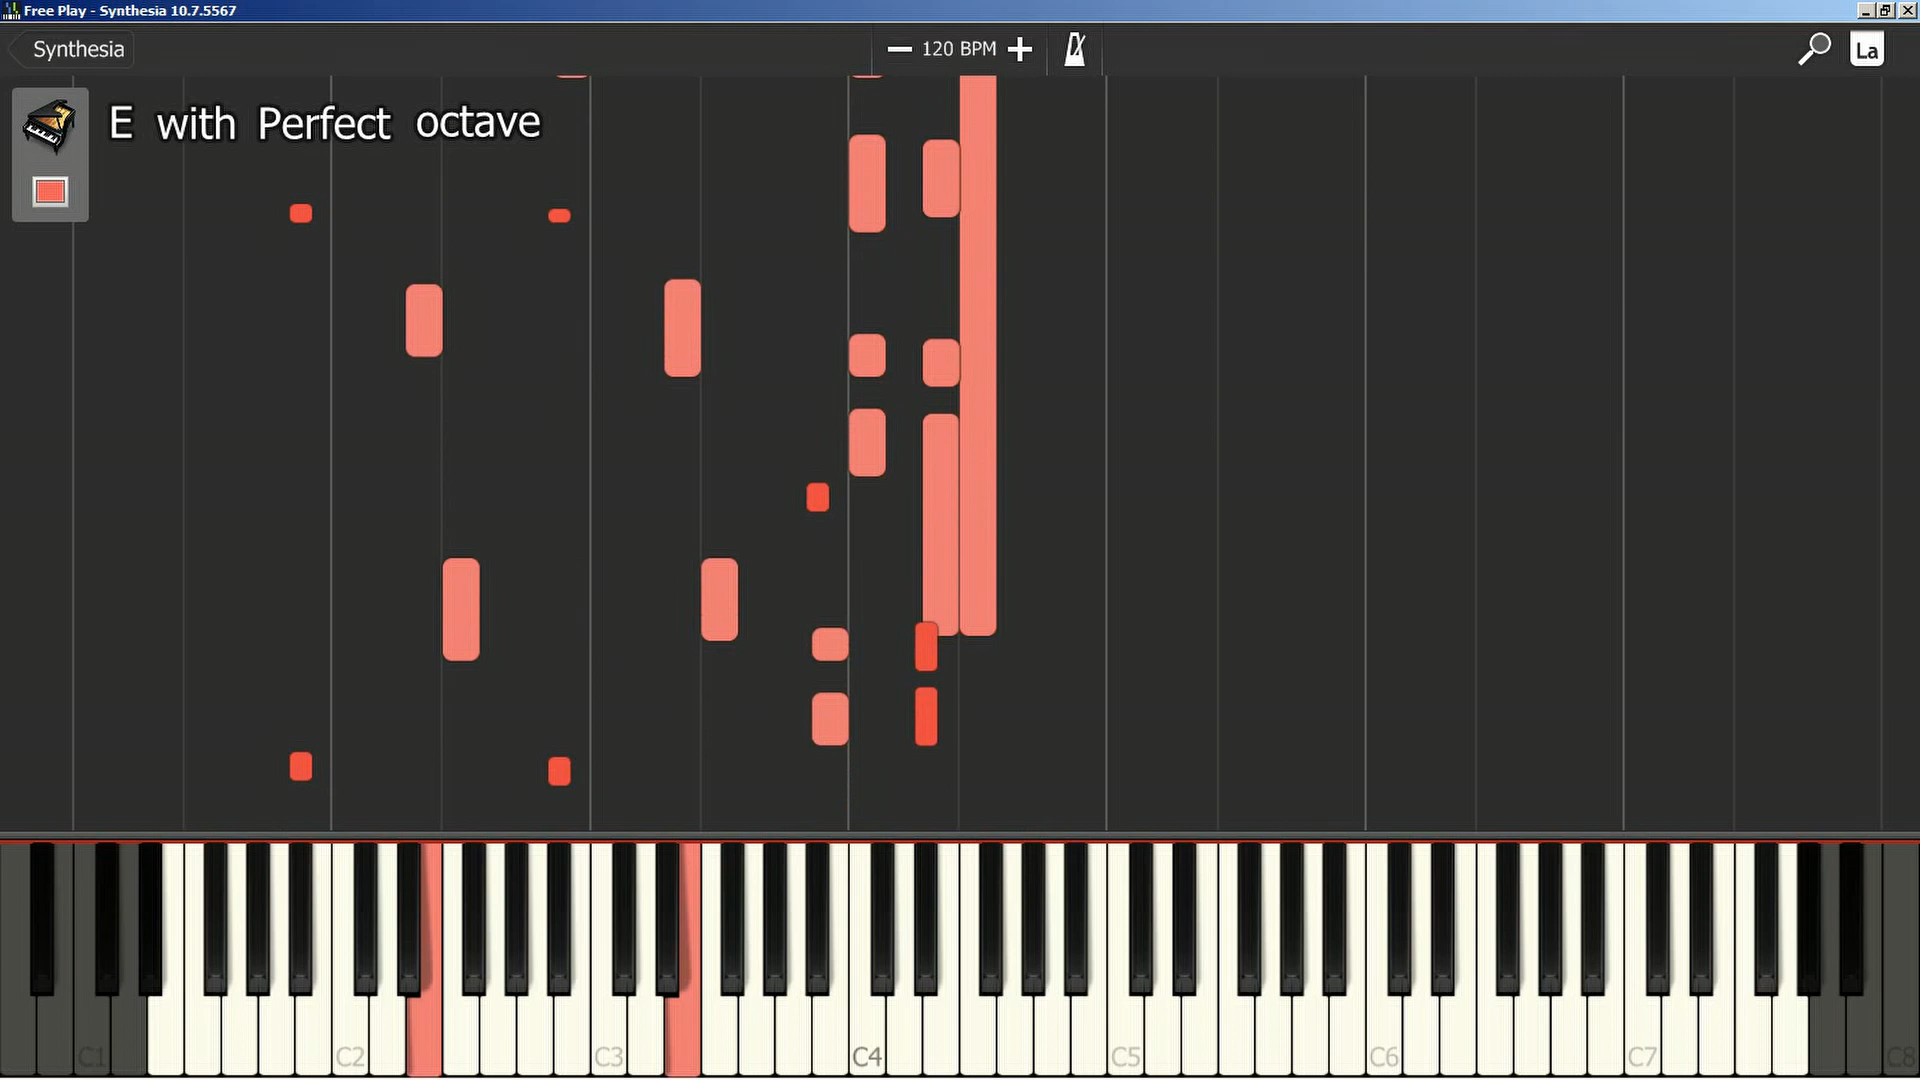 Free Play - Synthesia 10.7.5567
Synthesia
120 BPM
La
E with Perfect octave
C1
C2
C3
C4
C5
C6
C7
C8